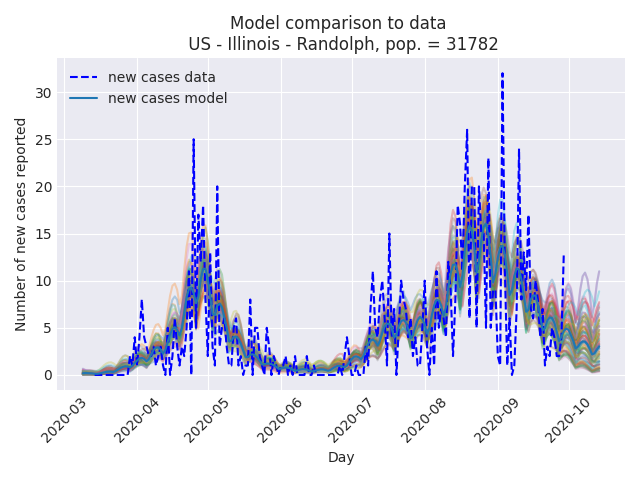 Model comparison to data
US - Illinois - Randolph, pop. = 31782
new cases data
new cases model
Number of new cases reported
30
25
20
15
10
5
0
2020-03
2020-04
2020-05
2020-06
2020-07
2020-08
2020-09
2020-10
Day